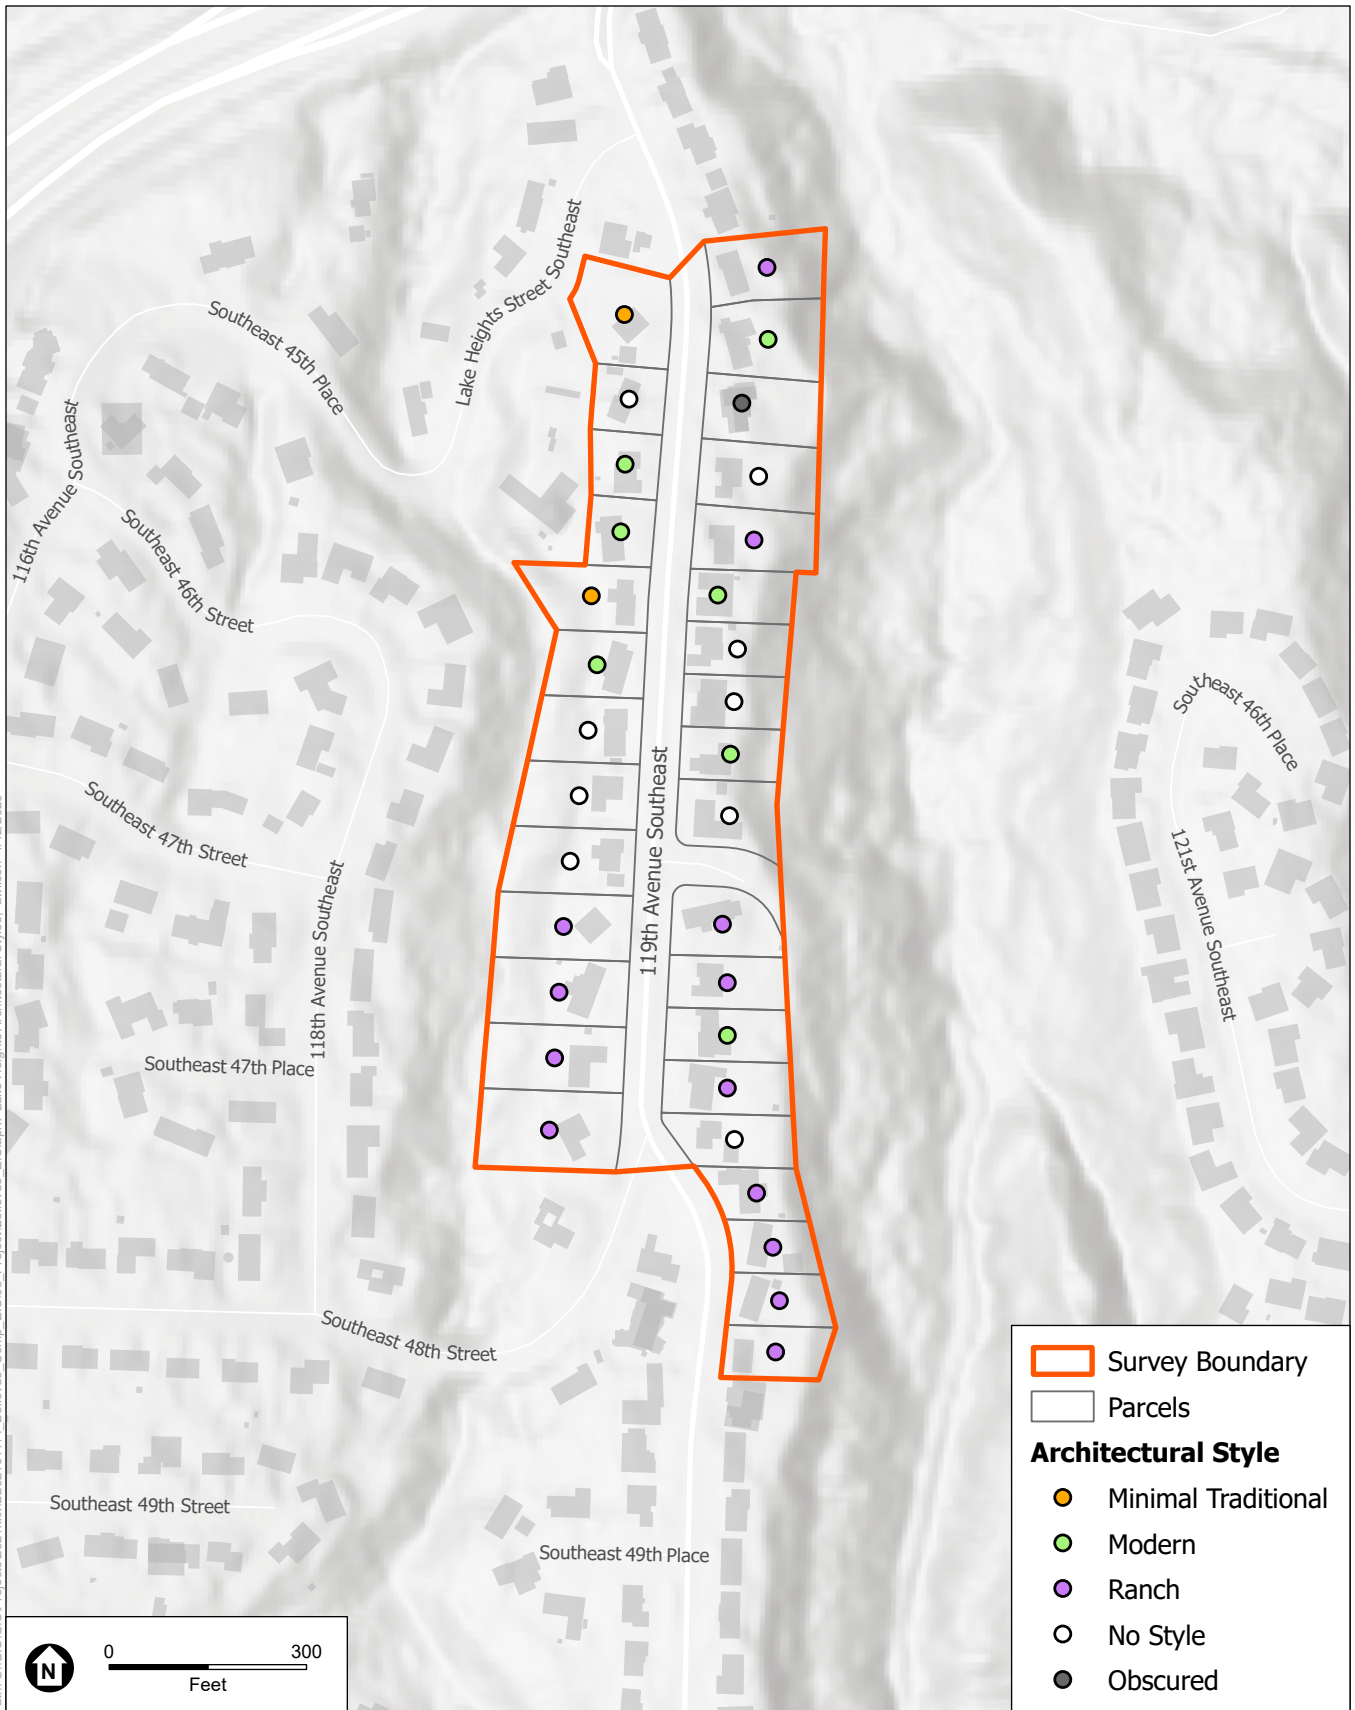 Lake Heights Street Southeast
Southeast 45th Place
116th Avenue Southeast
Southeast 46th Street
Southeast 46th Place
119th Avenue Southeast
Southeast 47th Street
121st Avenue Southeast
118th Avenue Southeast
Southeast 47th Place
Southeast 48th Street
Southeast 49th Street
Southeast 49th Place
Survey Boundary
Parcels
Architectural Style
Minimal Traditional
Modern
Ranch
No Style
Obscured
N
0 300
Feet